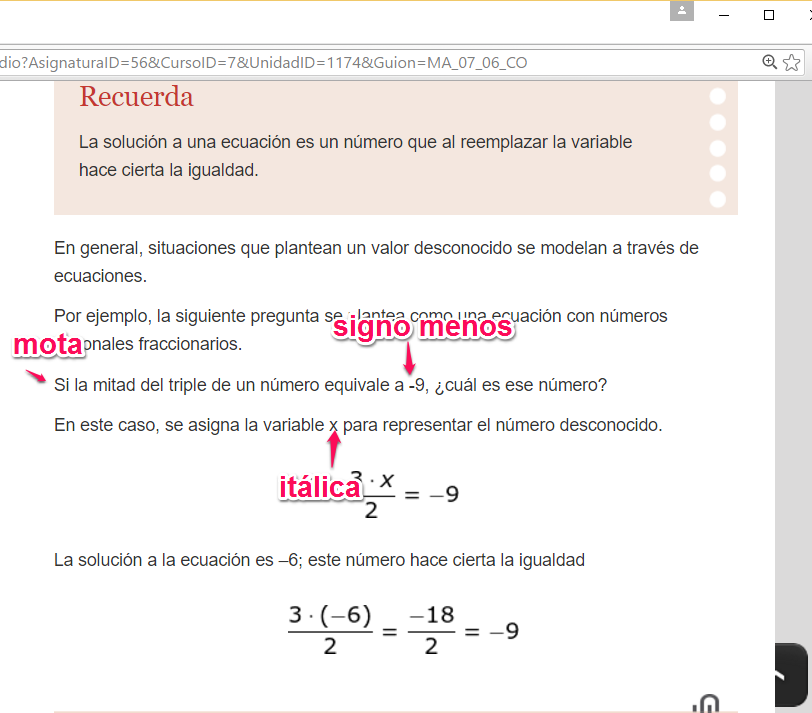 dio?AsignaturaID=56&CursoID=7&UnidadID=1174&Guion=MA_07_06_CO
Recuerda
La solución a una ecuación es un número que al reemplazar la variable
hace cierta la igualdad.
En general, situaciones que plantean un valor desconocido se modelan a través de
ecuaciones.
Por ejemplo, la siguiente pregunta se plantea como una ecuación con números
signo menos
mota
fraccionarios.
Si la mitad del triple de un número equivale a -9, ¿cuál es ese número?
En este caso, se asigna la variable x para representar el número desconocido.
itálica
3 · x / 2 = −9
La solución a la ecuación es –6; este número hace cierta la igualdad
3 · (−6) / 2 = −18 / 2 = −9